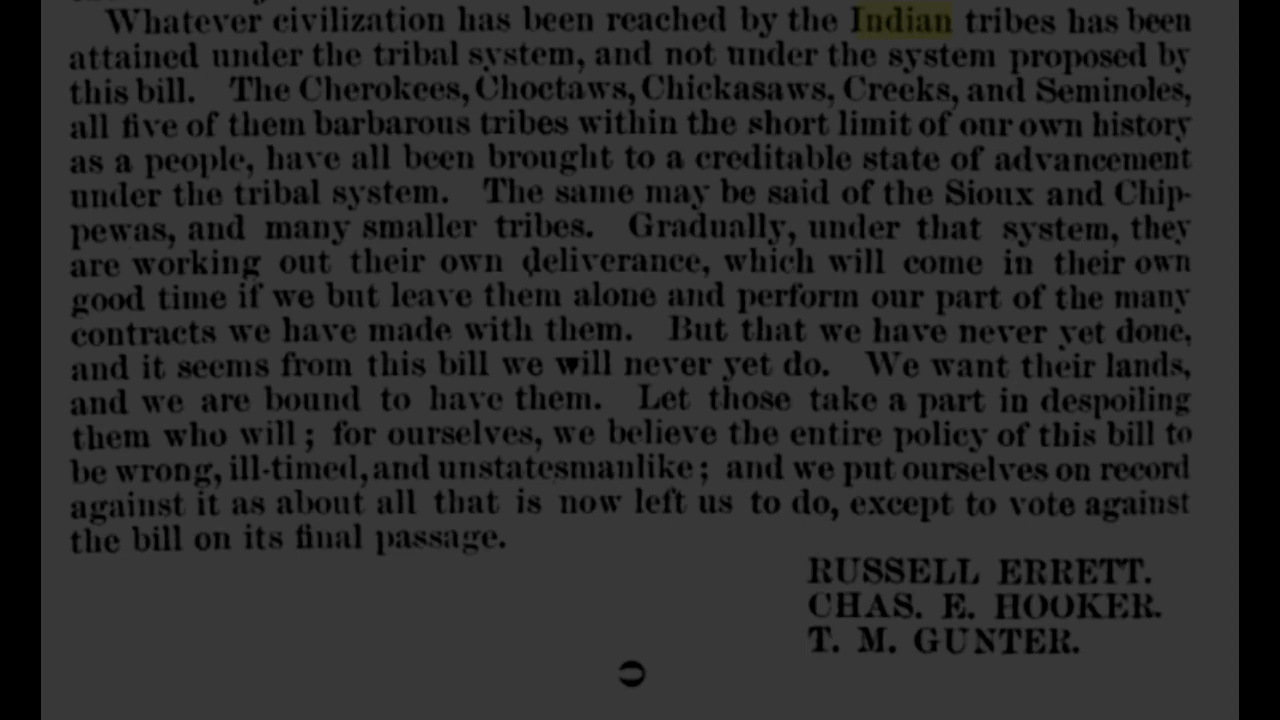 Whatever civilization has been reached by the Indian tribes has been
attained under the tribal system, and not under the system proposed by
this bill. The Cherokees, Choctaws, Chickasaws, Creeks, and Seminoles,
all five of them barbarous tribes within the short limit of our own history
as a people, have all been brought to a creditable state of advancement
under the tribal system. The same may be said of the Sioux and Chip-
pewas, and many smaller tribes. Gradually, under that system, they
are working out their own deliverance, which will come in their own
good time if we but leave them alone and perform our part of the many
contracts we have made with them. But that we have never yet done,
and it seems from this bill we will never yet do. We want their lands,
and we are bound to have them. Let those take a part in despoiling
them who will; for ourselves, we believe the entire policy of this bill to
be wrong, ill-timed, and unstatesmanlike; and we put ourselves on record
against it as about all that is now left us to do, except to vote against
the bill on its final passage.
RUSSELL ERRETT.
CHAS. E. HOOKER.
T. M. GUNTER.